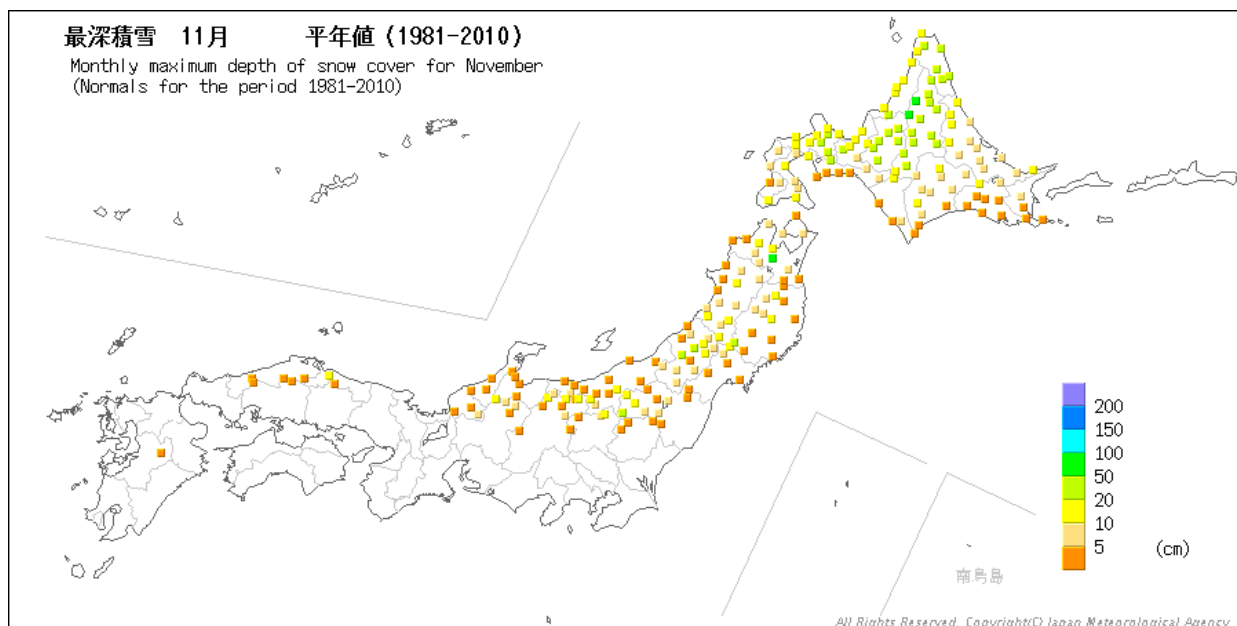 最深積雪 11月 平年値 (1981-2010)
Monthly maximum depth of snow cover for November
(Normals for the period 1981-2010)
200
150
100
50
20
10
5
(cm)
南鳥島
All Rights Reserved. Copyright(C) Japan Meteorological Agency